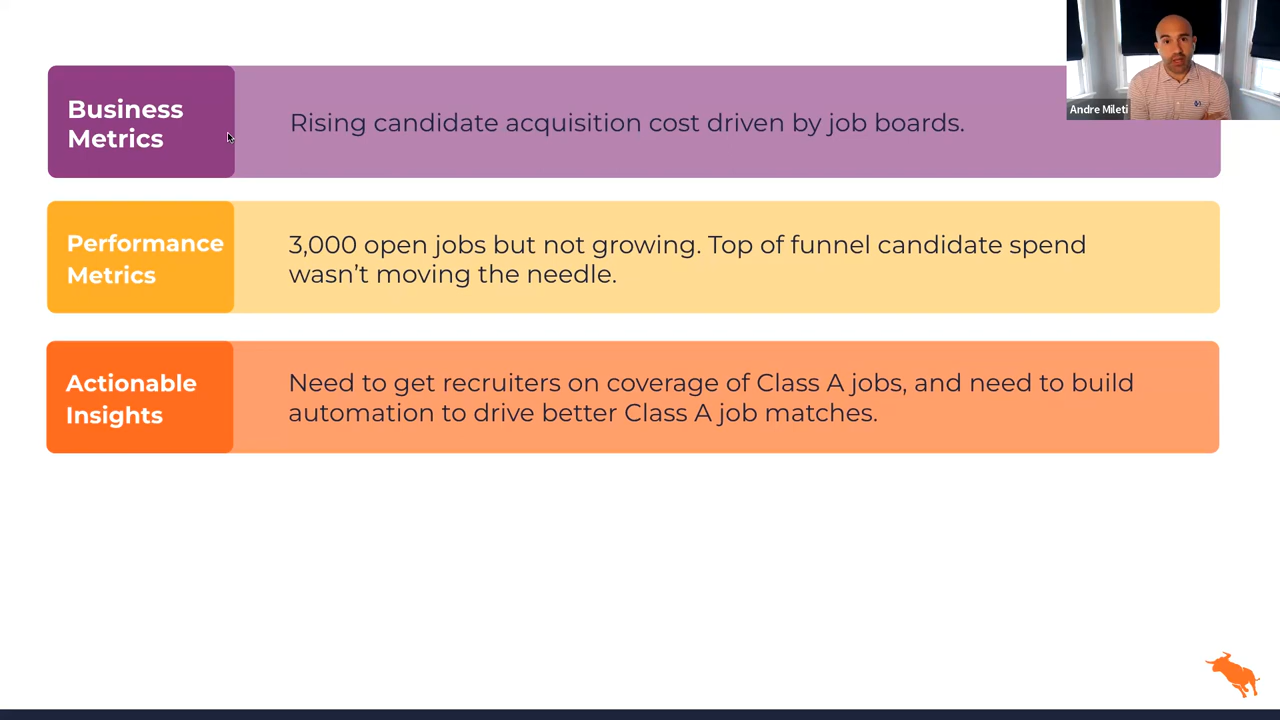 Business
Metrics
Rising candidate acquisition cost driven by job boards.
Andre Mileti
Performance
Metrics
3,000 open jobs but not growing. Top of funnel candidate spend
wasn’t moving the needle.
Actionable
Insights
Need to get recruiters on coverage of Class A jobs, and need to build
automation to drive better Class A job matches.